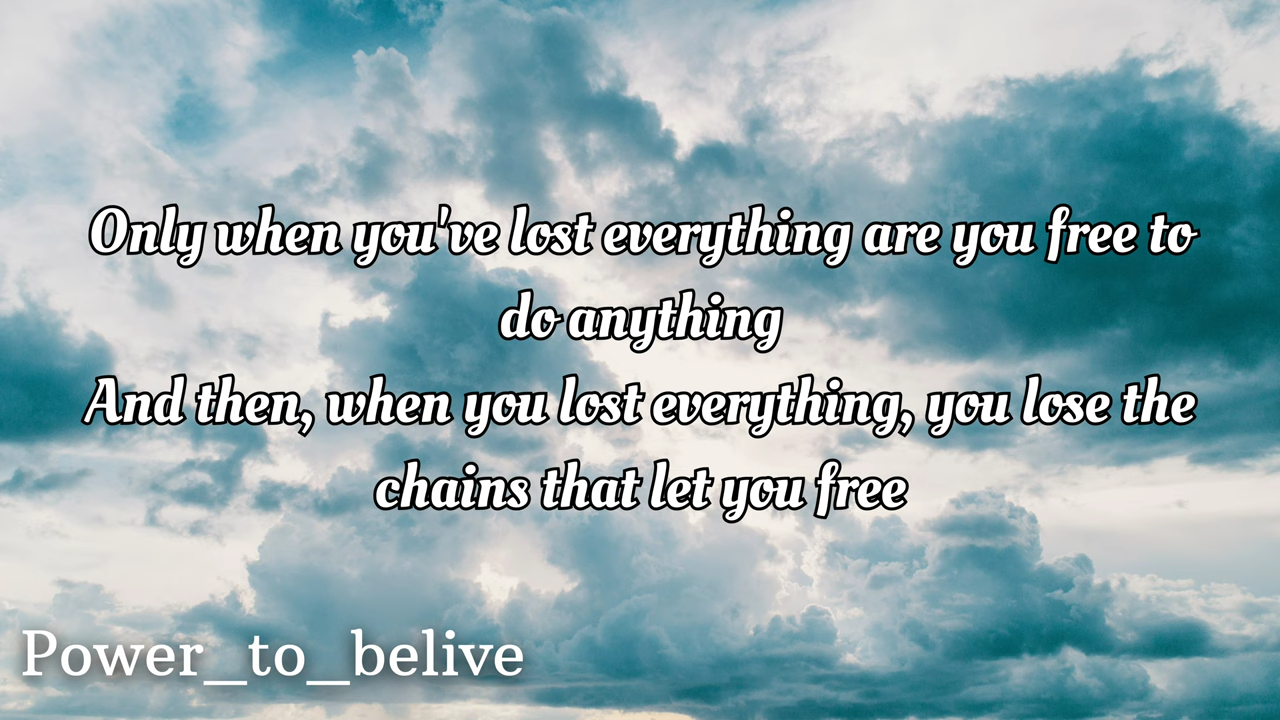 Only when you've lost everything are you free to
do anything
And then, when you lost everything, you lose the
chains that let you free
Power_to_belive